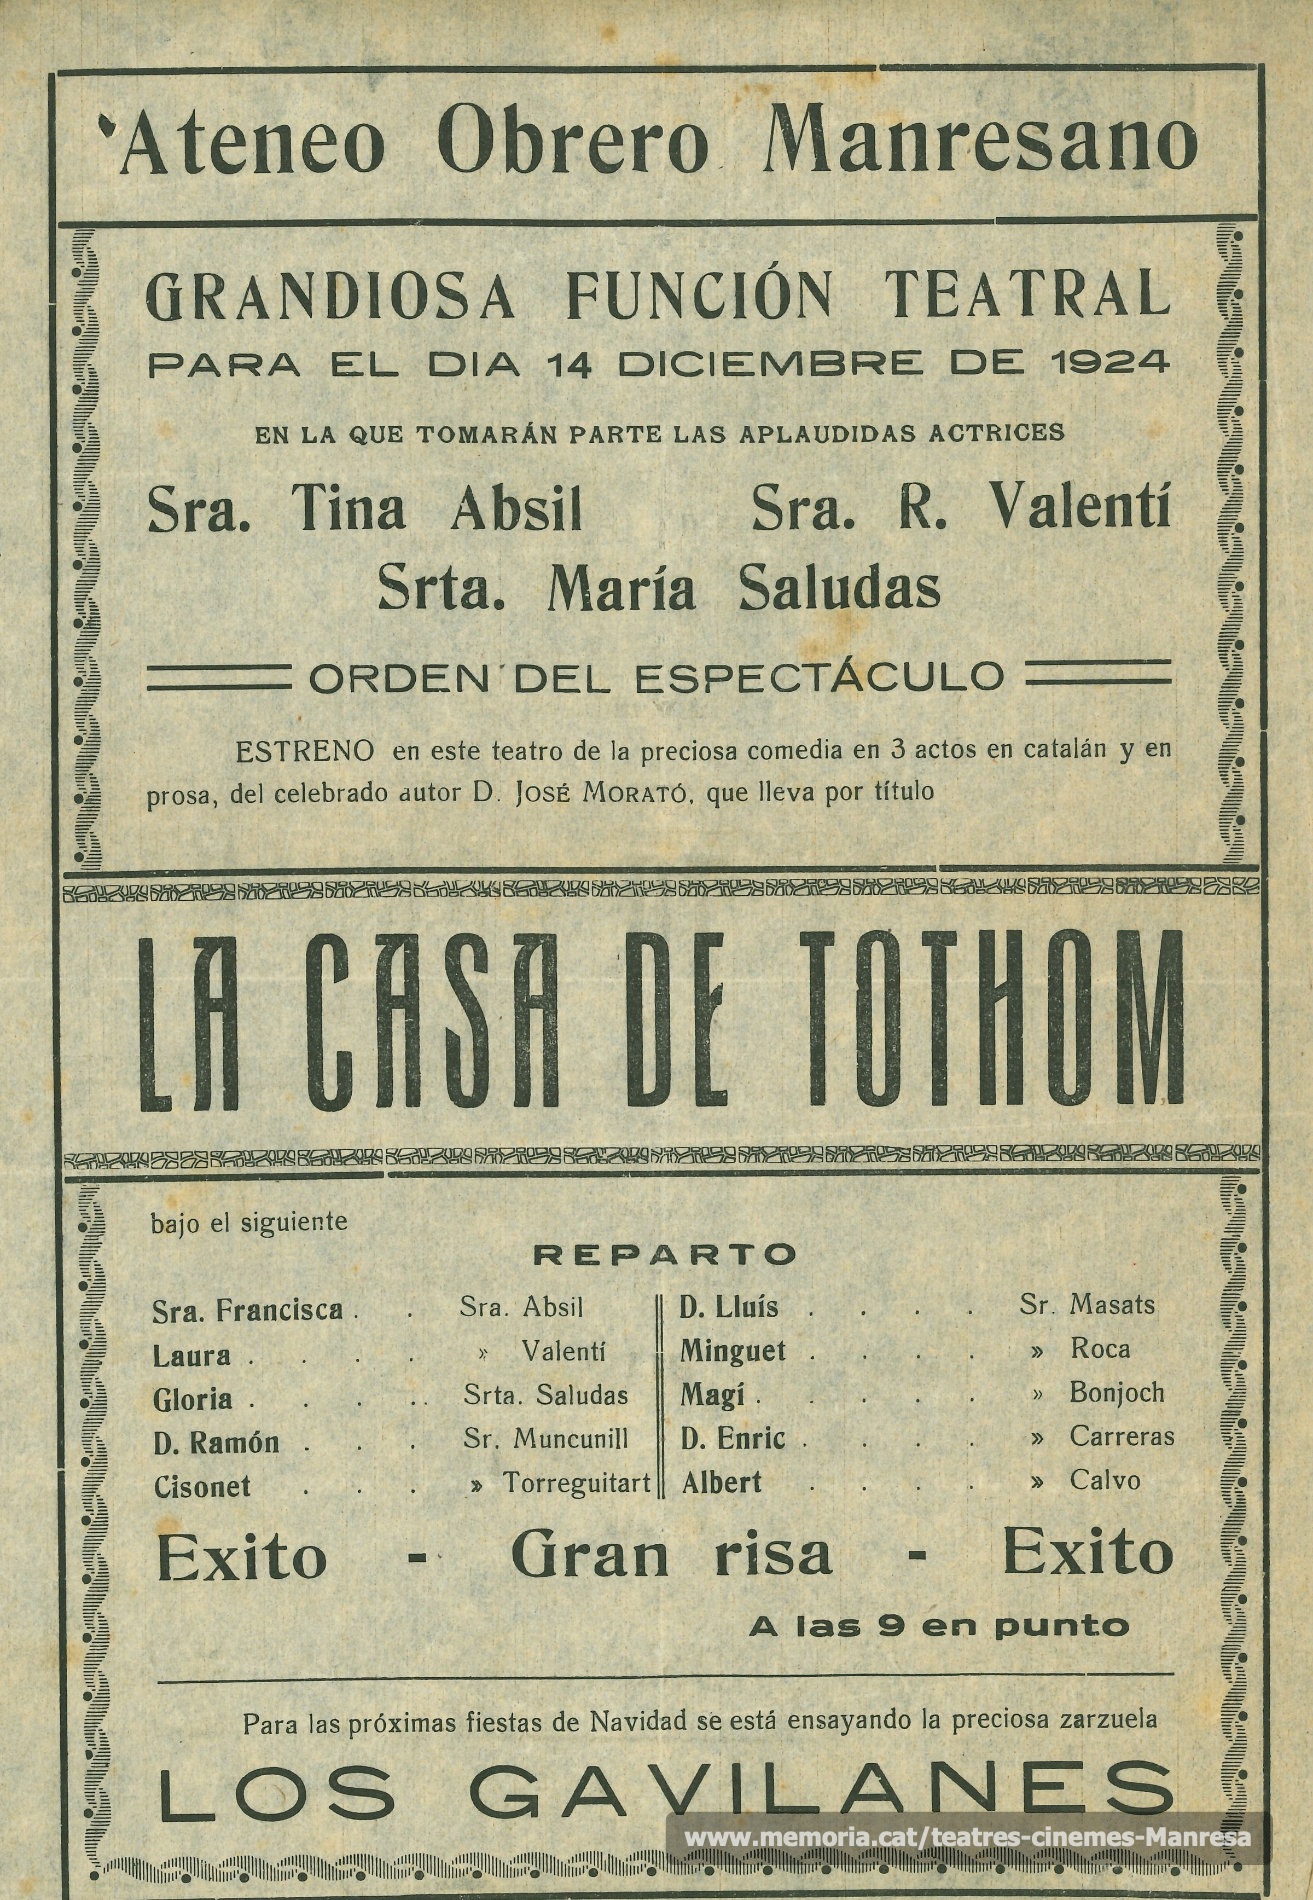 Ateneo Obrero Manresano
GRANDIOSA FUNCIÓN TEATRAL
PARA EL DIA 14 DICIEMBRE DE 1924
EN LA QUE TOMARÁN PARTE LAS APLAUDIDAS ACTRICES
Sra. Tina Absil Sra. R. Valentí
Srta. María Saludas
ORDEN DEL ESPECTÁCULO
ESTRENO en este teatro de la preciosa comedia en 3 actos en catalán y en
prosa, del celebrado autor D. JOSÉ MORATÓ, que lleva por título
LA CASA DE TOTHOM
bajo el siguiente
REPARTO
Sra. Francisca . . Sra. Absil
Laura . . . . » Valentí
Gloria . . . . . Srta. Saludas
D. Ramón . . . Sr. Muncunill
Cisonet . . . » Torreguitart
D. Lluís . . . . Sr. Masats
Minguet . . . . » Roca
Magí . . . . . » Bonjoch
D. Enric . . . . » Carreras
Albert . . . . » Calvo
Exito - Gran risa - Exito
A las 9 en punto
Para las próximas fiestas de Navidad se está ensayando la preciosa zarzuela
LOS GAVILANES
www.memoria.cat/teatres-cinemes-Manresa